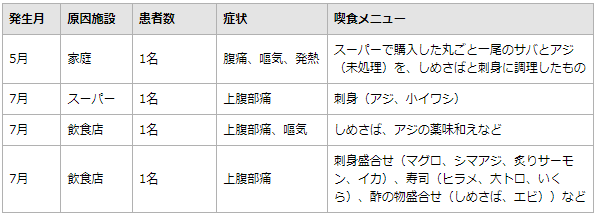 発生月 原因施設 患者数 症状 喫食メニュー
5月 家庭 1名 腹痛、嘔気、発熱 スーパーで購入した丸ごと一尾のサバとアジ
（未処理）を、しめさばと刺身に調理したもの
7月 スーパー 1名 上腹部痛 刺身（アジ、小イワシ）
7月 飲食店 1名 上腹部痛、嘔気 しめさば、アジの薬味和えなど
7月 飲食店 1名 上腹部痛 刺身盛合せ（マグロ、シマアジ、炙りサーモ
ン、イカ）、寿司（ヒラメ、大トロ、いく
ら）、酢の物盛合せ（しめさば、エビ））など